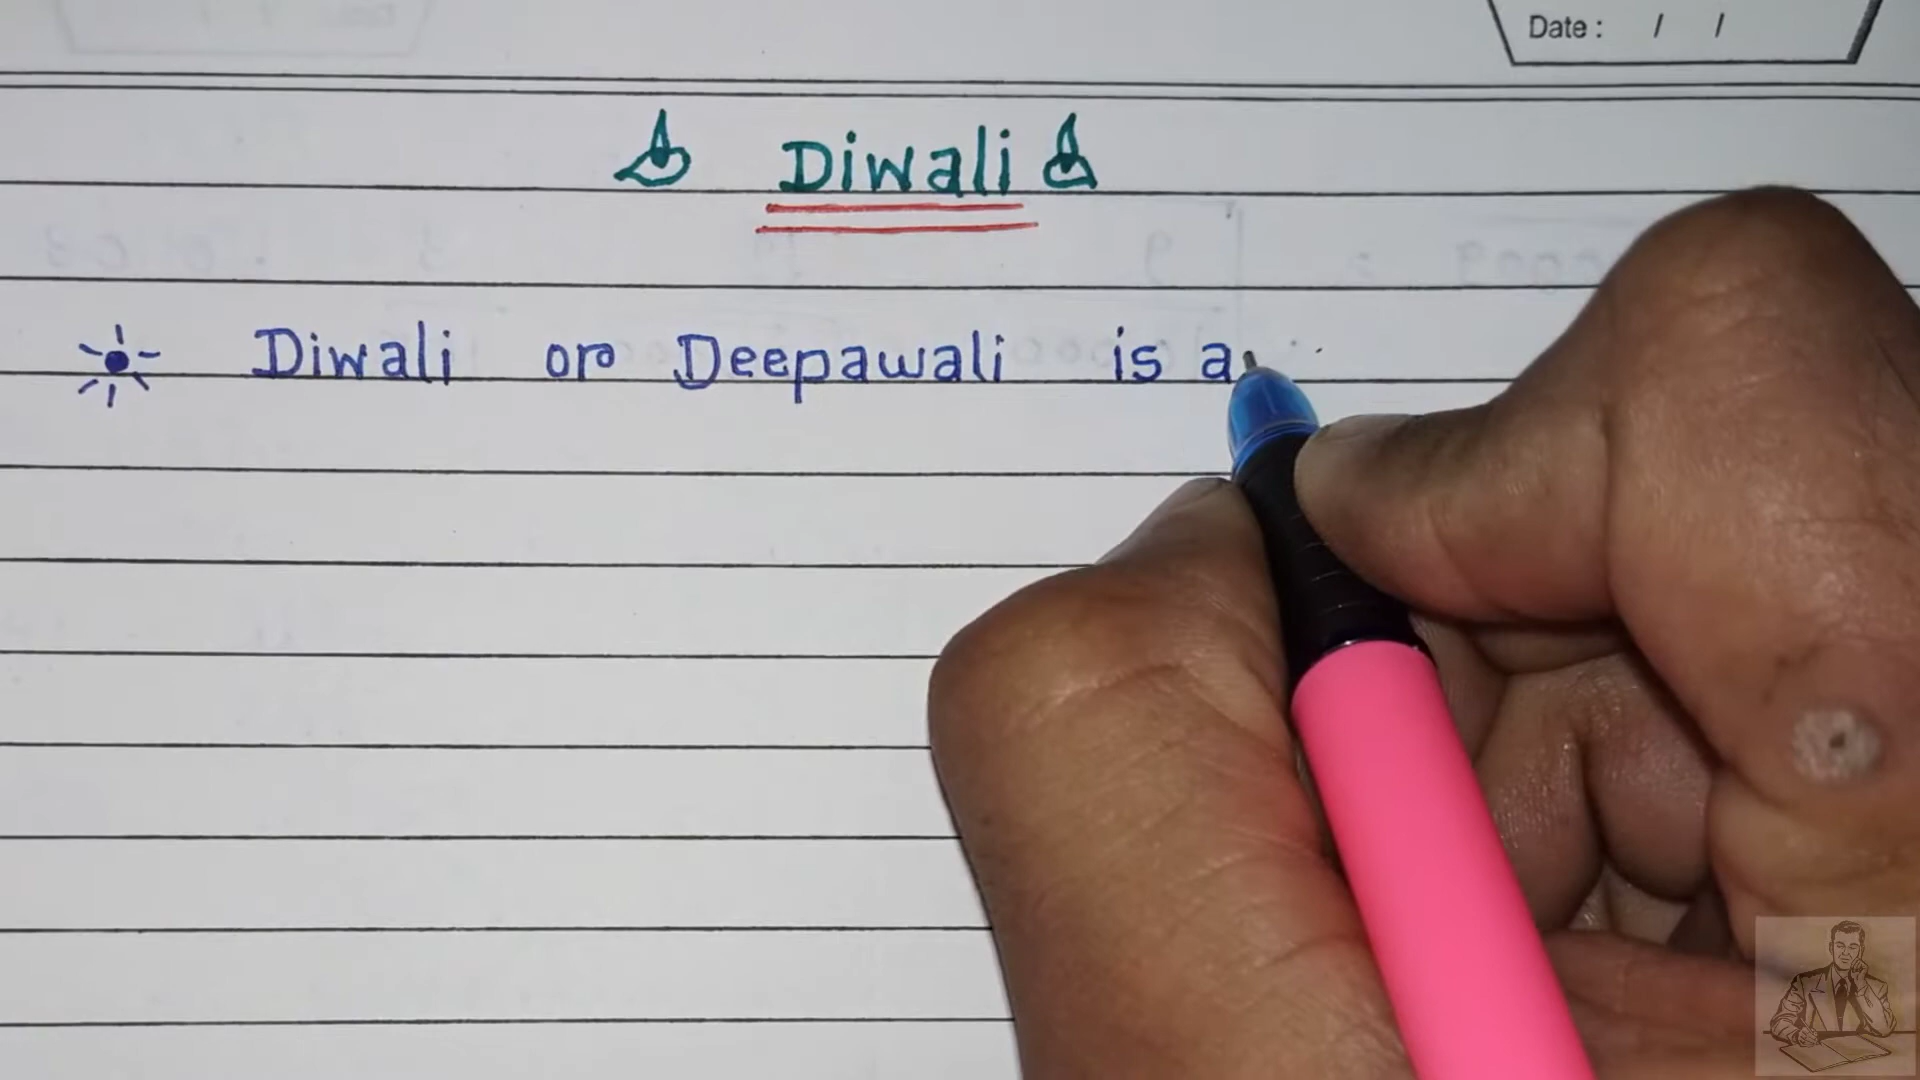 Date : / /
Diwali
Diwali or Deepawali is a